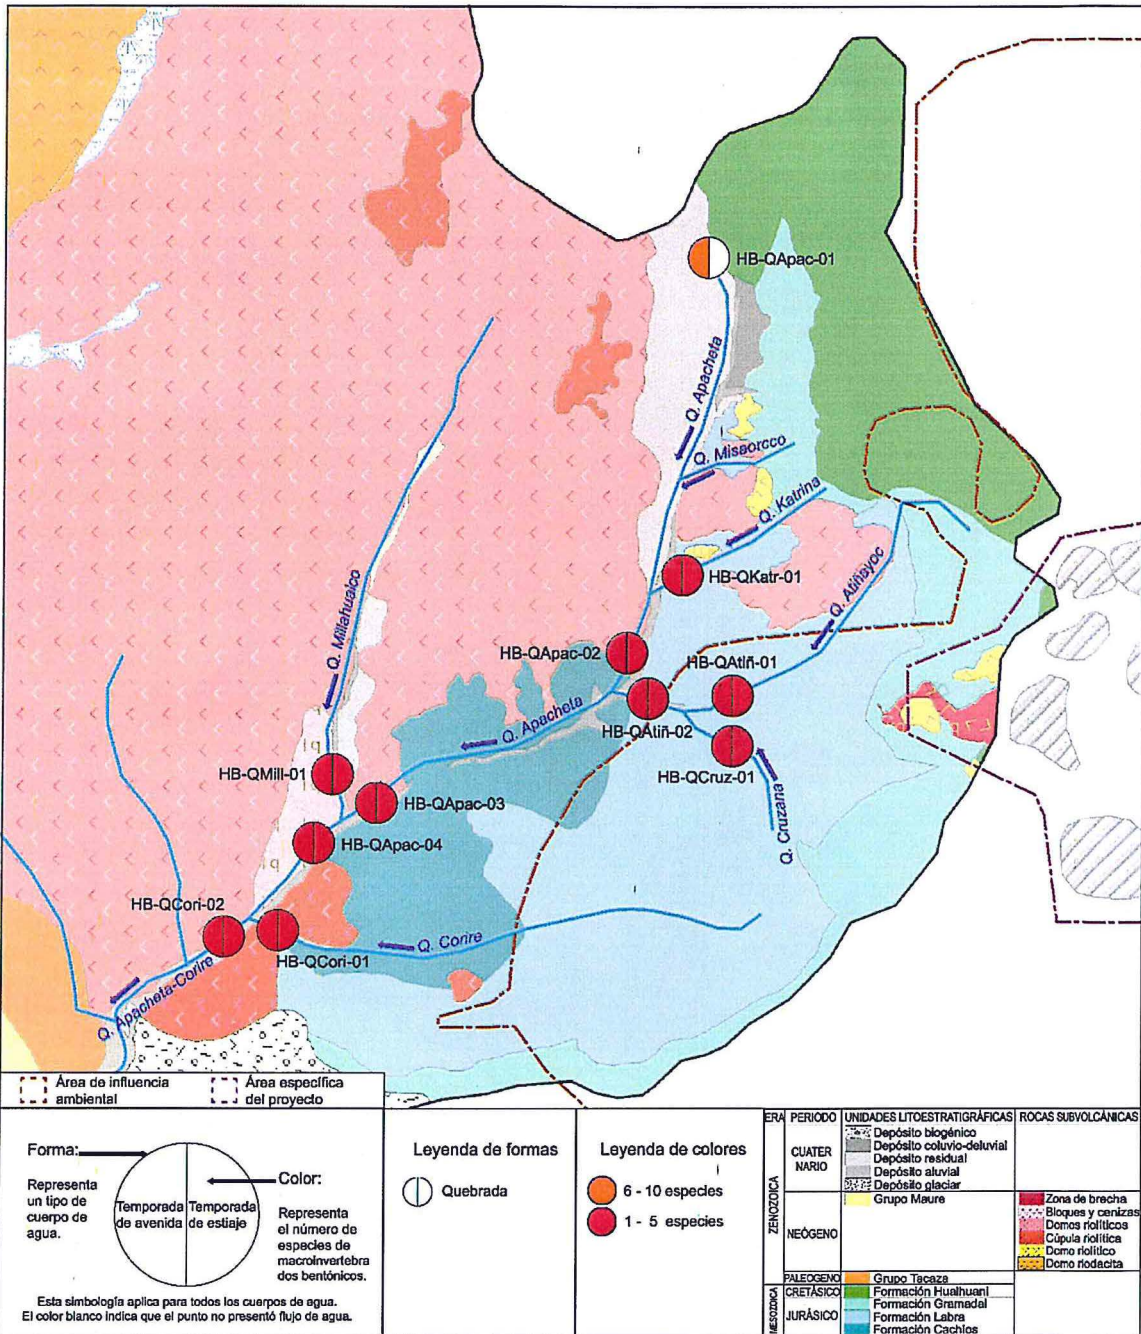 HB-QApac-01
Q. Apacheta
Q. Misaorcco
Q. Katrina
HB-QKatr-01
Q. Atiñayoc
Q. Millahuaico
HB-QApac-02
HB-QAtiñ-01
Q. Apacheta
HB-QAtiñ-02
HB-QCruz-01
HB-QMill-01
HB-QApac-03
Q. Cruzana
HB-QApac-04
HB-QCori-02
Q. Corire
HB-QCori-01
Q. Apacheta-Corire
Área de influencia
ambiental
Área específica
del proyecto
Forma:
Representa
un tipo de
cuerpo de
agua.
Temporada
de avenida
Temporada
de estiaje
Color:
Representa
el número de
especies de
macroinvertebra
dos bentónicos.
Esta simbología aplica para todos los cuerpos de agua.
El color blanco indica que el punto no presentó flujo de agua.
Leyenda de formas
Quebrada
Leyenda de colores
6 - 10 especies
1 - 5 especies
ERA PERIODO UNIDADES LITOESTRATIGRÁFICAS ROCAS SUBVOLCÁNICAS
ZENOZOICA
CUATER
NARIO
Depósito biogénico
Depósito coluvio-deluvial
Depósito residual
Depósito aluvial
Depósito glaciar
NEÓGENO
Grupo Maure
Zona de brecha
Bloques y cenizas
Domos riolíticos
Cúpula riolítica
Domo riolítico
Domo riodacita
PALEOGENO Grupo Tacaza
MESOZOICA
CRETÁSICO Formación Hualhuani
JURÁSICO
Formación Gramadal
Formación Labra
Formación Cachíos